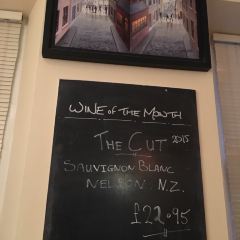 WINE OF THE MONTH
THE CUT 2015
SAUVIGNON BLANC
NELSON N.Z.
£22.95